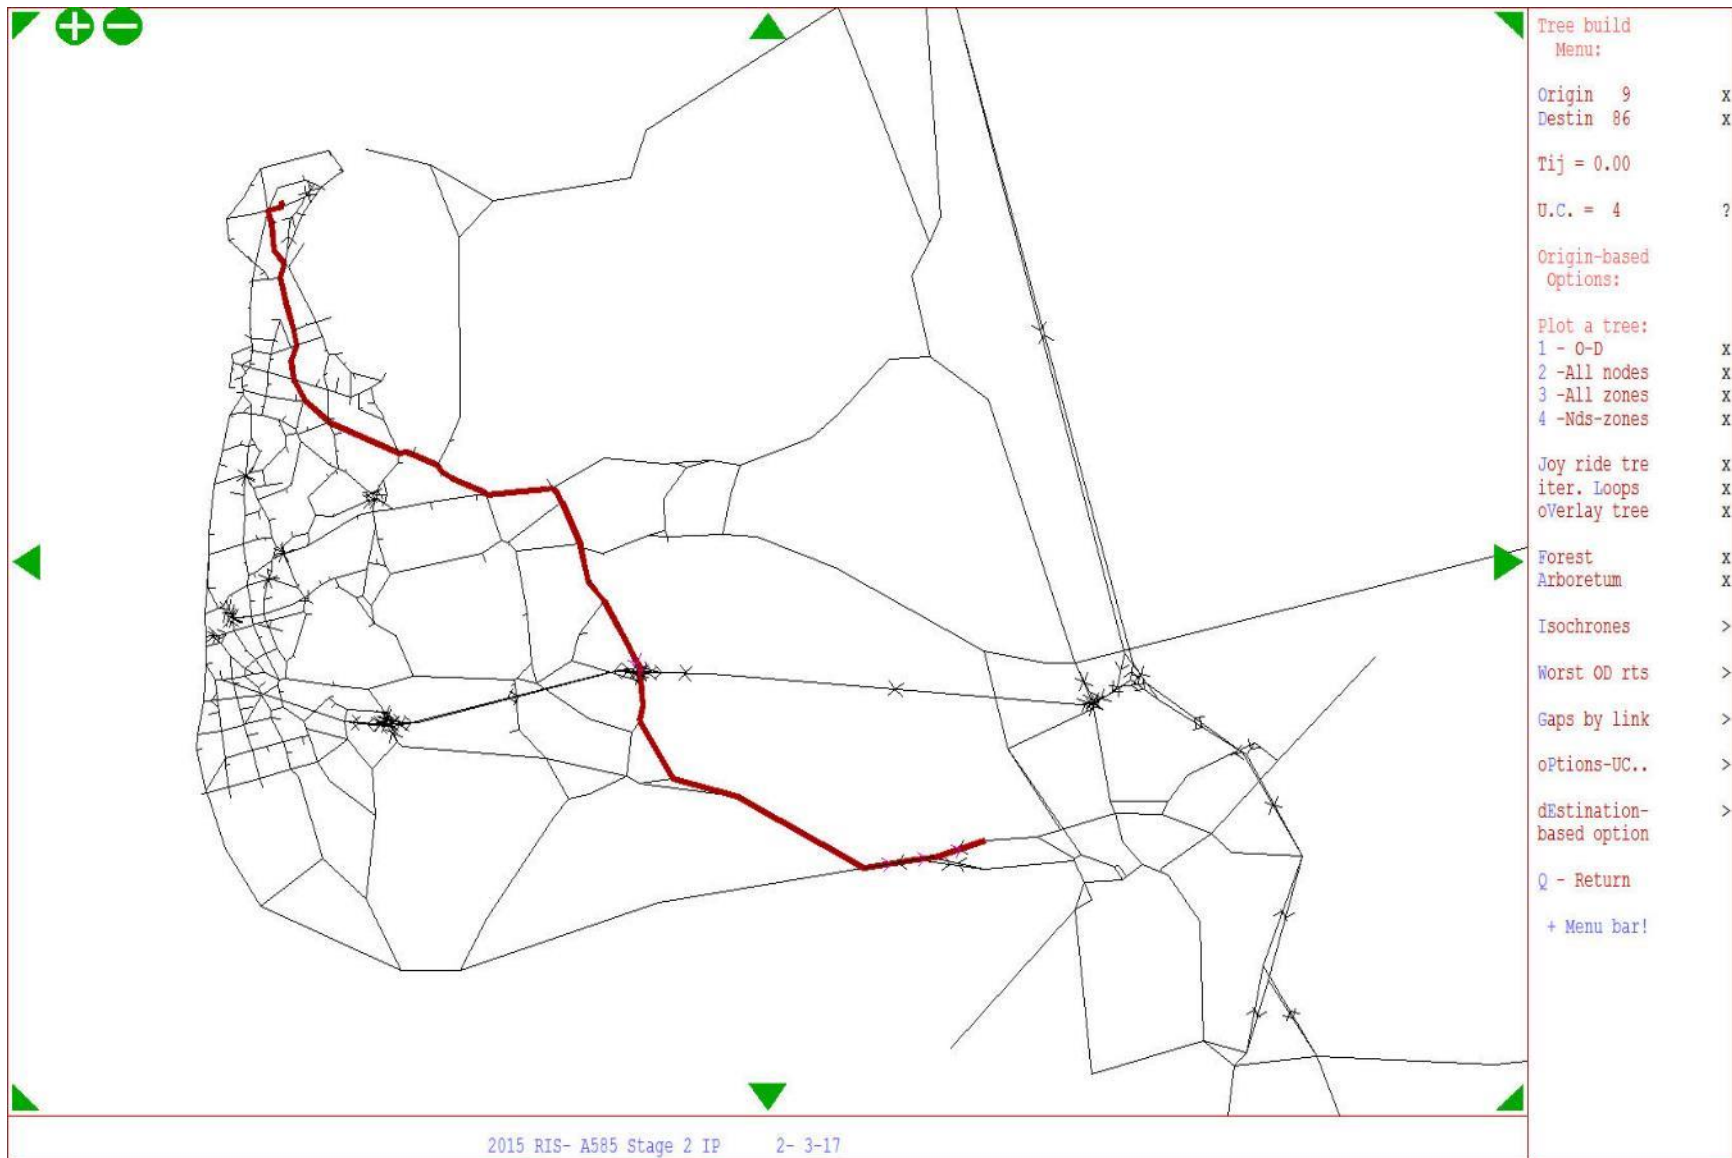 Tree build
Menu:
Origin 9 x
Destin 86 x
Tij = 0.00
U.C. = 4 ?
Origin-based
Options:
Plot a tree:
1 - O-D x
2 -All nodes x
3 -All zones x
4 -Nds-zones x
Joy ride tre x
iter. Loops x
oVerlay tree x
Forest x
Arboretum x
Isochrones >
Worst OD rts >
Gaps by link >
oPtions-UC.. >
dEstination- >
based option
Q - Return
+ Menu bar!
2015 RIS- A585 Stage 2 IP 2- 3-17